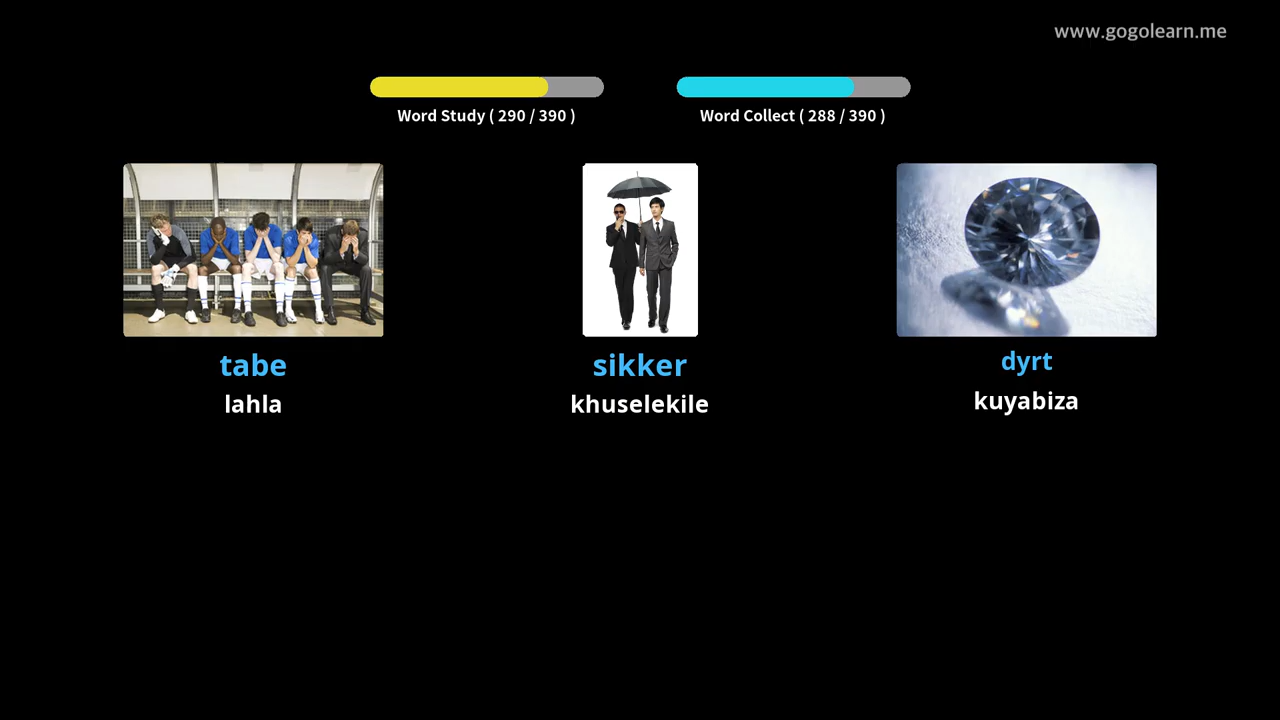 www.gogolearn.me
Word Study ( 290 / 390 )
Word Collect ( 288 / 390 )
tabe
lahla
sikker
khuselekile
dyrt
kuyabiza